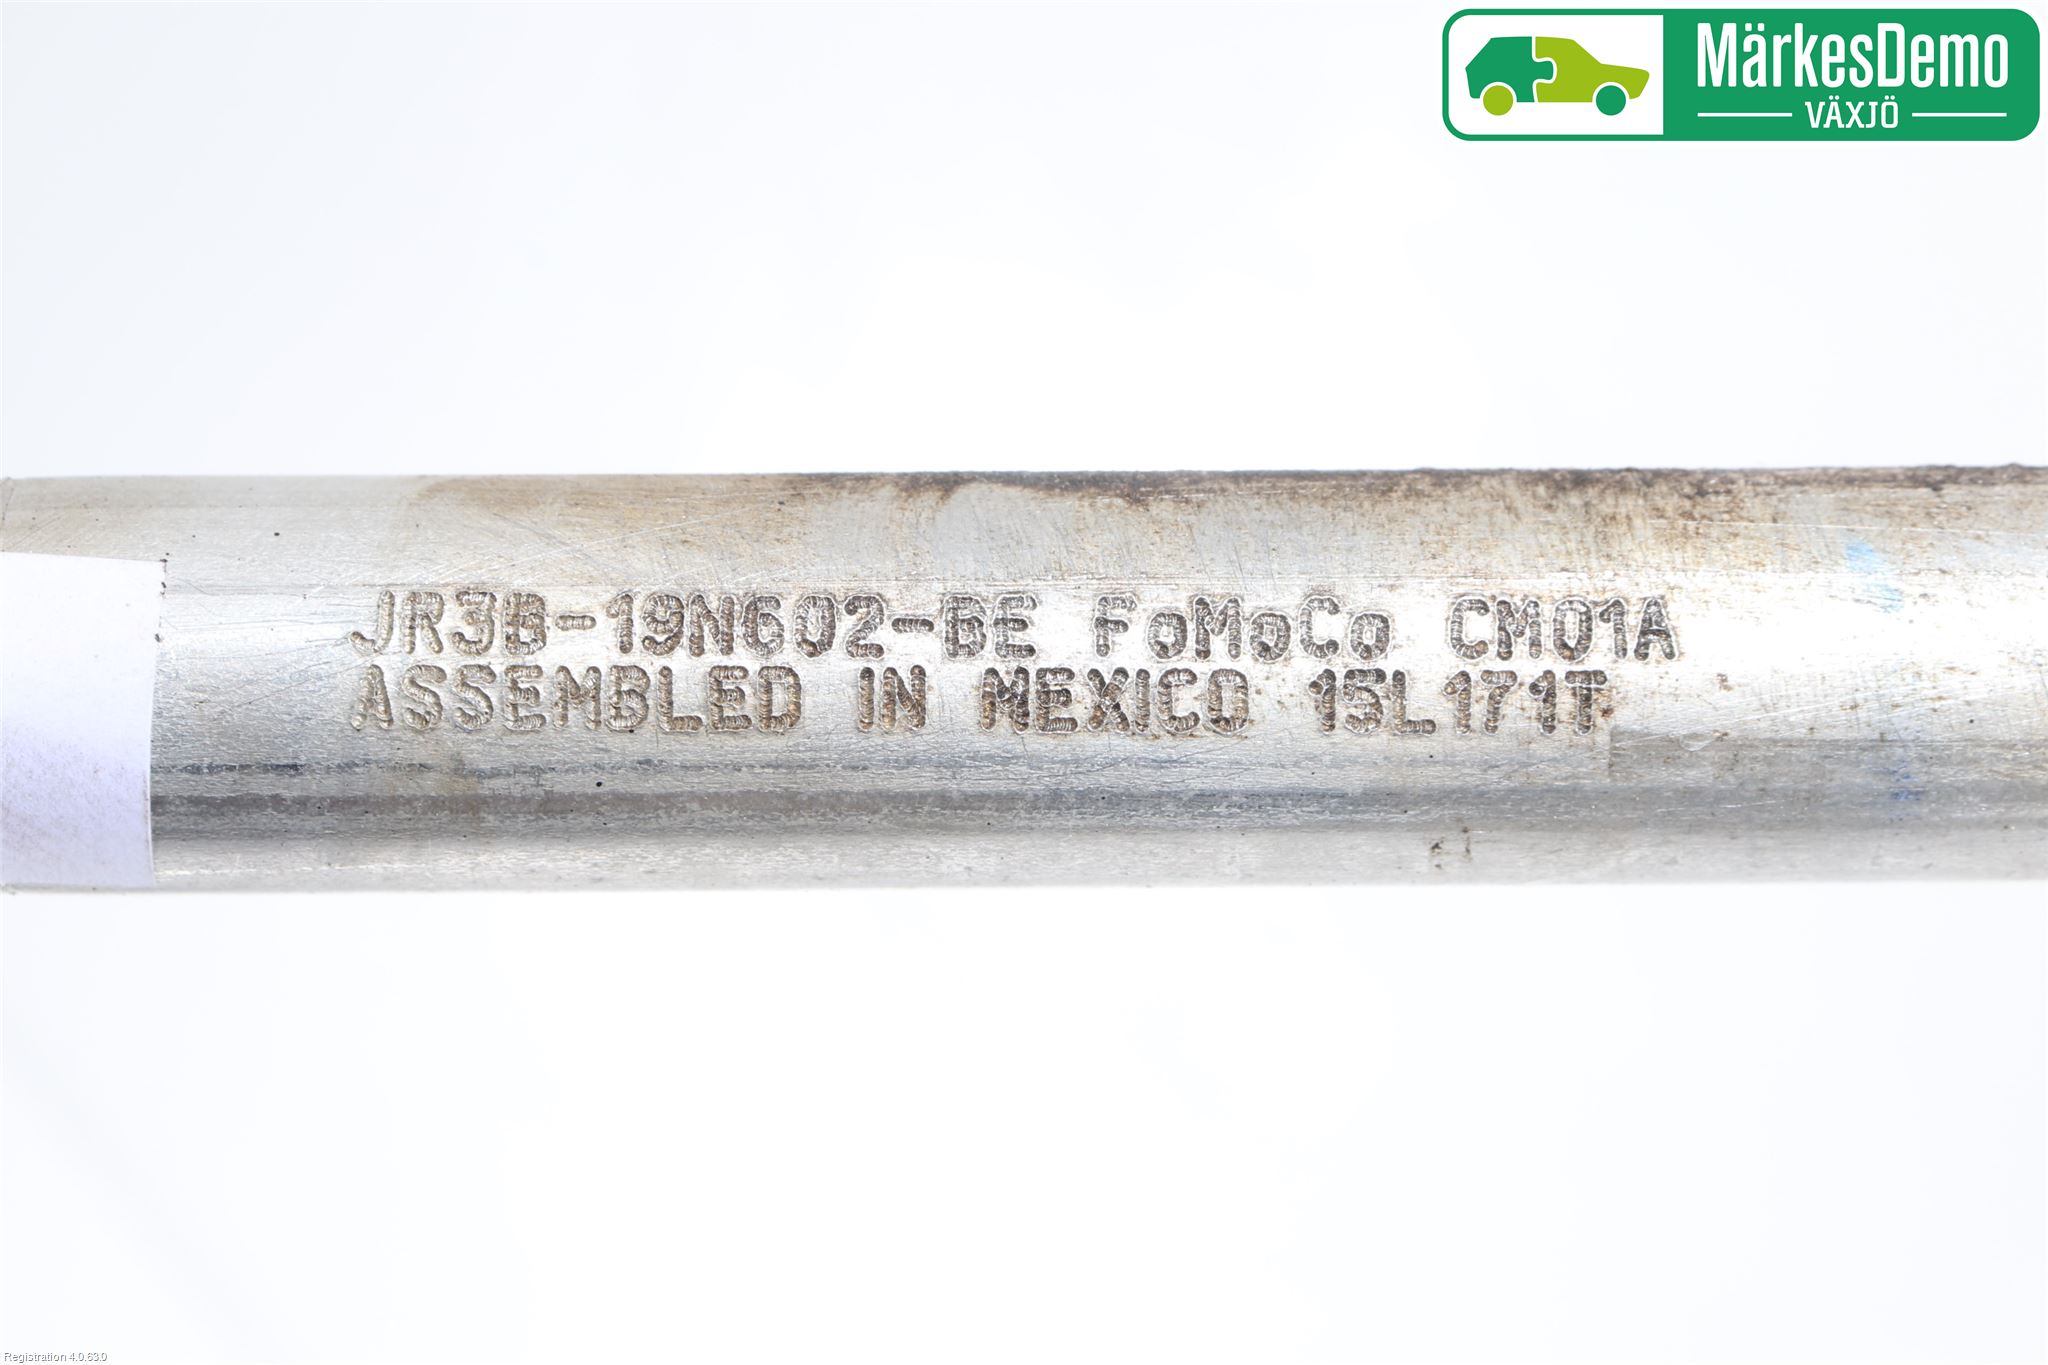 MärkesDemo
VÄXJÖ
JR3B-19N602-BE FoMoCo CM01A
ASSEMBLED IN MEXICO 15L171T
Registration 4.0.63.0